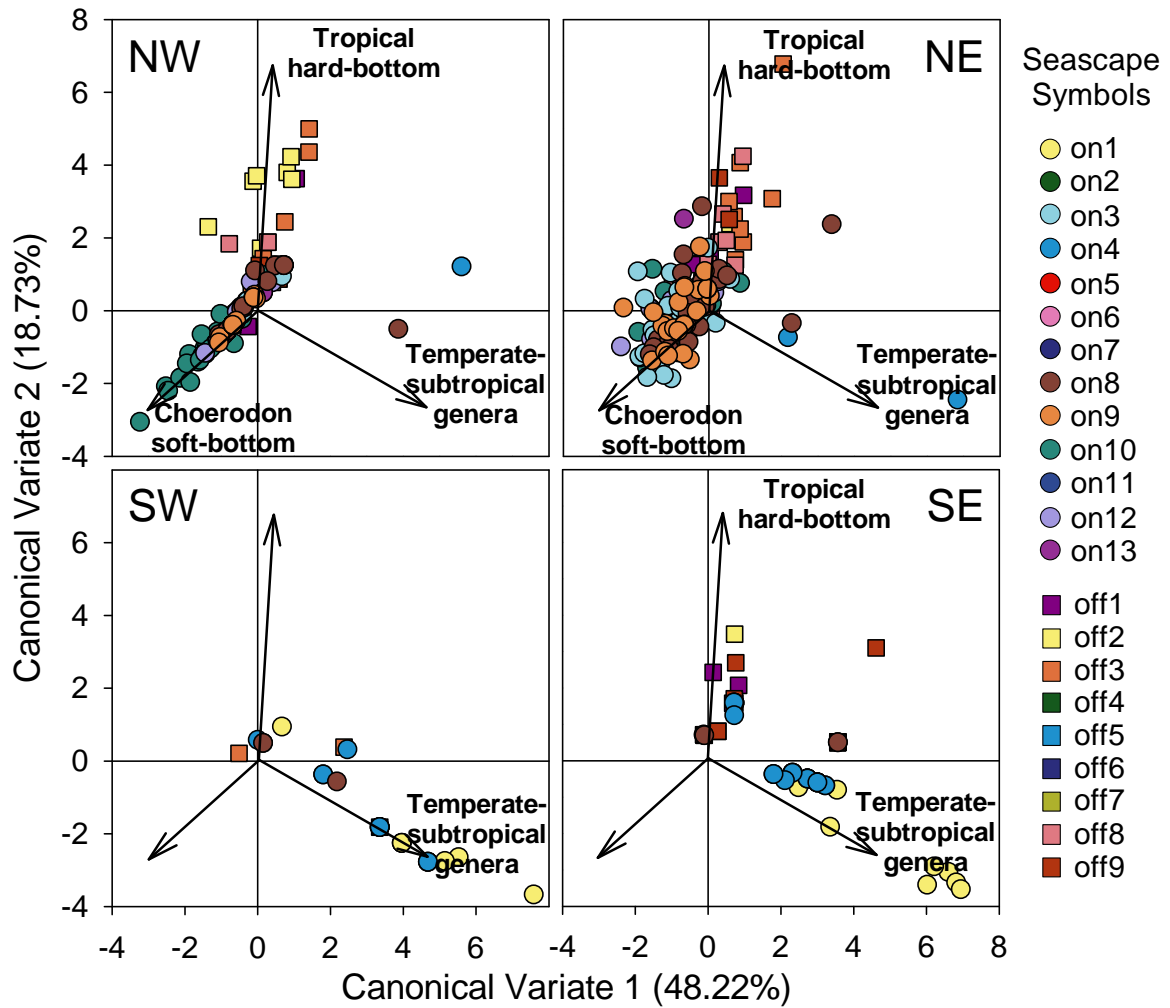 8
6
4
2
0
-2
-4
6
4
2
0
-2
-4
Canonical Variate 2 (18.73%)
NW
Tropical
hard-bottom
Temperate-
subtropical
genera
Choerodon
soft-bottom
NE
Tropical
hard-bottom
Temperate-
subtropical
genera
Choerodon
soft-bottom
SW
Temperate-
subtropical
genera
SE
Tropical
hard-bottom
Temperate-
subtropical
genera
-4
-2
0
2
4
6
-4
-2
0
2
4
6
8
Canonical Variate 1 (48.22%)
Seascape
Symbols
on1
on2
on3
on4
on5
on6
on7
on8
on9
on10
on11
on12
on13
off1
off2
off3
off4
off5
off6
off7
off8
off9